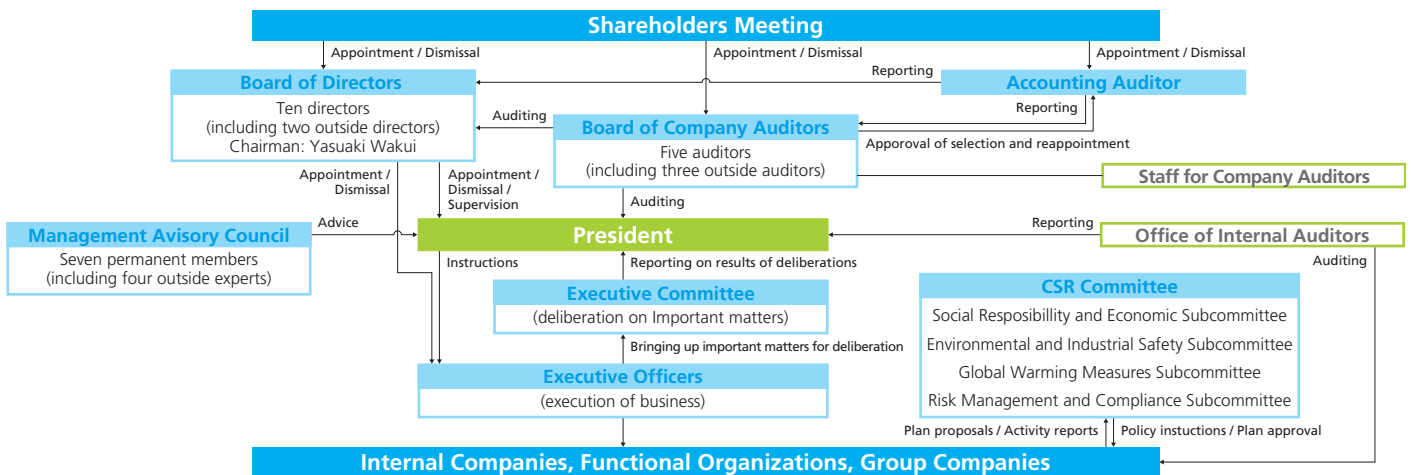 Shareholders Meeting
Appointment / Dismissal
Appointment / Dismissal
Appointment / Dismissal
Board of Directors
Ten directors
(including two outside directors)
Chairman: Yasuaki Wakui
Reporting
Accounting Auditor
Auditing
Reporting
Board of Company Auditors
Five auditors
(including three outside auditors)
Apporoval of selection and reappointment
Staff for Company Auditors
Appointment /
Dismissal
Appointment /
Dismissal /
Supervision
Auditing
Management Avisory Council
Seven permanent members
(including four outside experts)
Advice
President
Reporting
Office of Internal Auditors
Auditing
Instructions
Reporting on results of deliberations
Executive Committee
(deliberation on Important matters)
Bringing up important matters for deliberation
Executive Officers
(execution of business)
CSR Committee
Social Resposibility and Economic Subcommittee
Environmental and Industrial Safety Subcommittee
Global Warming Measures Subcommittee
Risk Management and Compliance Subcommittee
Plan proposals / Activity reports
Policy instuctions / Plan approval
Internal Companies, Functional Organizations, Group Companies